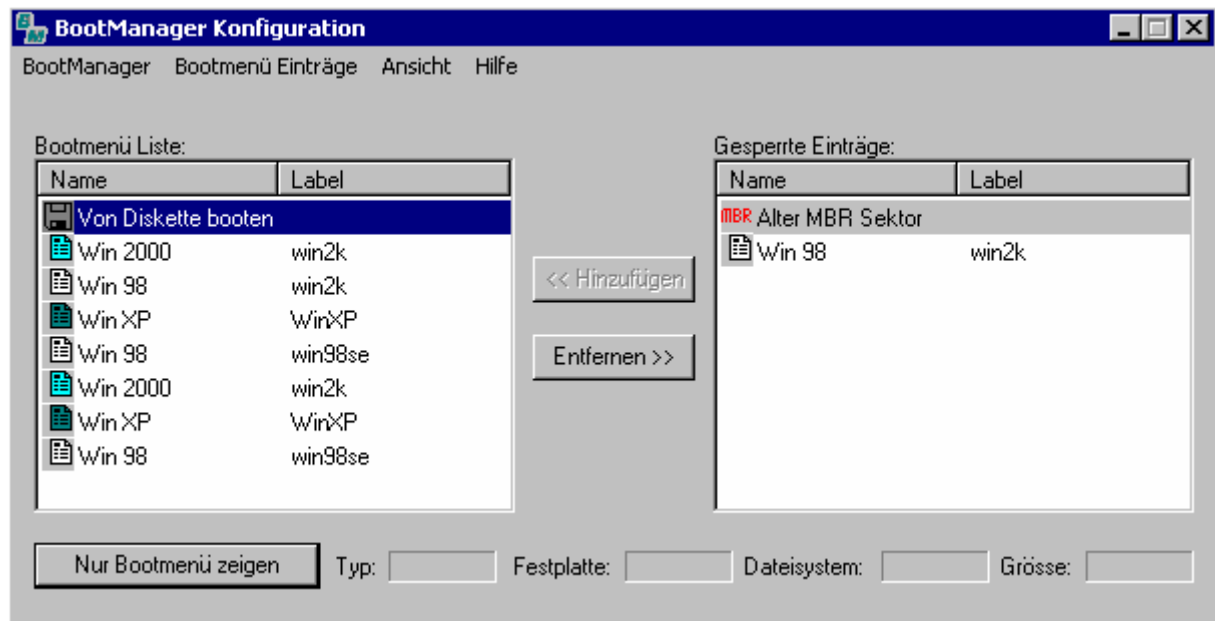 BootManager Konfiguration
BootManager Bootmenü Einträge Ansicht Hilfe
Bootmenü Liste:
Name Label
Von Diskette booten
Win 2000 win2k
Win 98 win2k
Win XP WinXP
Win 98 win98se
Win 2000 win2k
Win XP WinXP
Win 98 win98se
<< Hinzufügen
Entfernen >>
Gesperrte Einträge:
Name Label
MBR Alter MBR Sektor
Win 98 win2k
Nur Bootmenü zeigen Typ: Festplatte: Dateisystem: Grösse: